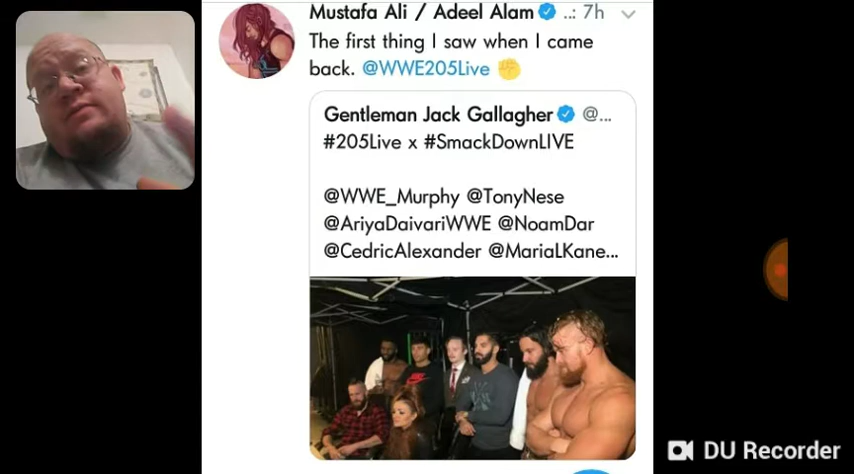 Mustafa Ali / Adeel Alam ..: 7h
The first thing I saw when I came
back. @WWE205Live ✊
Gentleman Jack Gallagher @...
#205Live x #SmackDownLIVE
@WWE_Murphy @TonyNese
@AriyaDaivariWWE @NoamDar
@CedricAlexander @MariaLKane...
DU Recorder